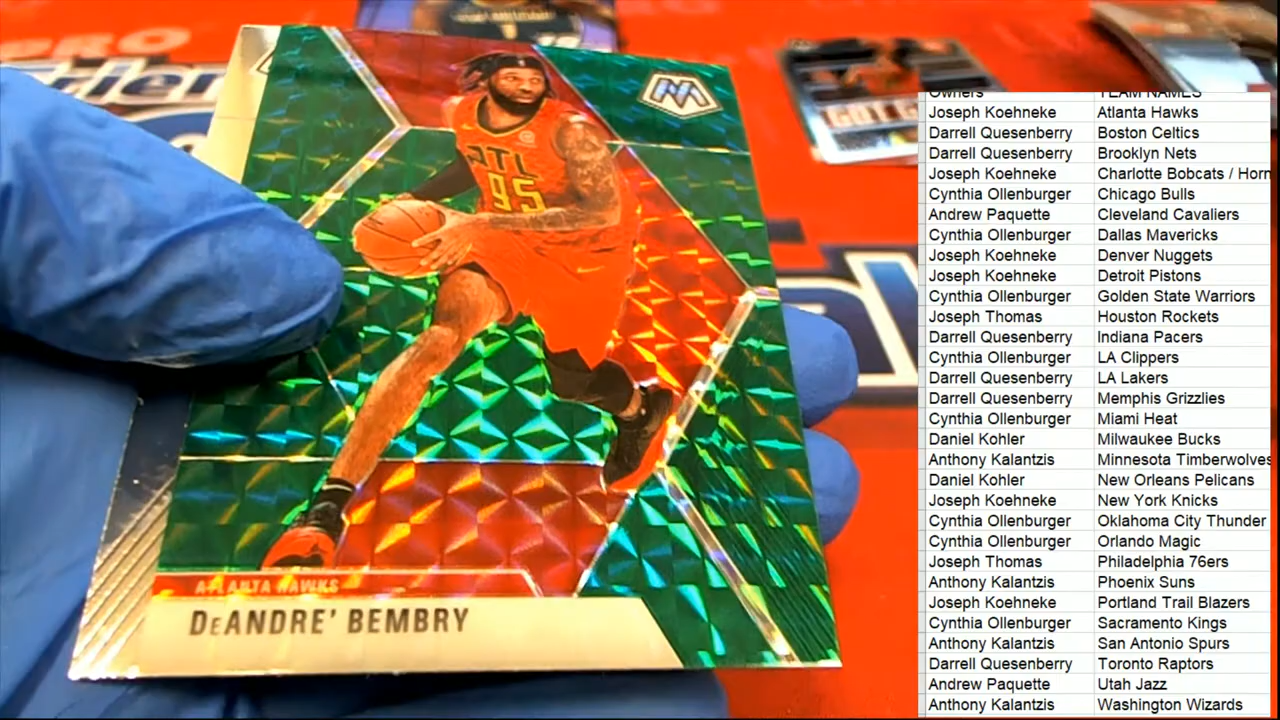 PRO
ATL
95
ATLANTA HAWKS
DeANDRE' BEMBRY
Owners TEAM NAMES
Joseph Koehneke Atlanta Hawks
Darrell Quesenberry Boston Celtics
Darrell Quesenberry Brooklyn Nets
Joseph Koehneke Charlotte Bobcats / Horn
Cynthia Ollenburger Chicago Bulls
Andrew Paquette Cleveland Cavaliers
Cynthia Ollenburger Dallas Mavericks
Joseph Koehneke Denver Nuggets
Joseph Koehneke Detroit Pistons
Cynthia Ollenburger Golden State Warriors
Joseph Thomas Houston Rockets
Darrell Quesenberry Indiana Pacers
Cynthia Ollenburger LA Clippers
Darrell Quesenberry LA Lakers
Darrell Quesenberry Memphis Grizzlies
Cynthia Ollenburger Miami Heat
Daniel Kohler Milwaukee Bucks
Anthony Kalantzis Minnesota Timberwolves
Daniel Kohler New Orleans Pelicans
Joseph Koehneke New York Knicks
Cynthia Ollenburger Oklahoma City Thunder
Cynthia Ollenburger Orlando Magic
Joseph Thomas Philadelphia 76ers
Anthony Kalantzis Phoenix Suns
Joseph Koehneke Portland Trail Blazers
Cynthia Ollenburger Sacramento Kings
Anthony Kalantzis San Antonio Spurs
Darrell Quesenberry Toronto Raptors
Andrew Paquette Utah Jazz
Anthony Kalantzis Washington Wizards